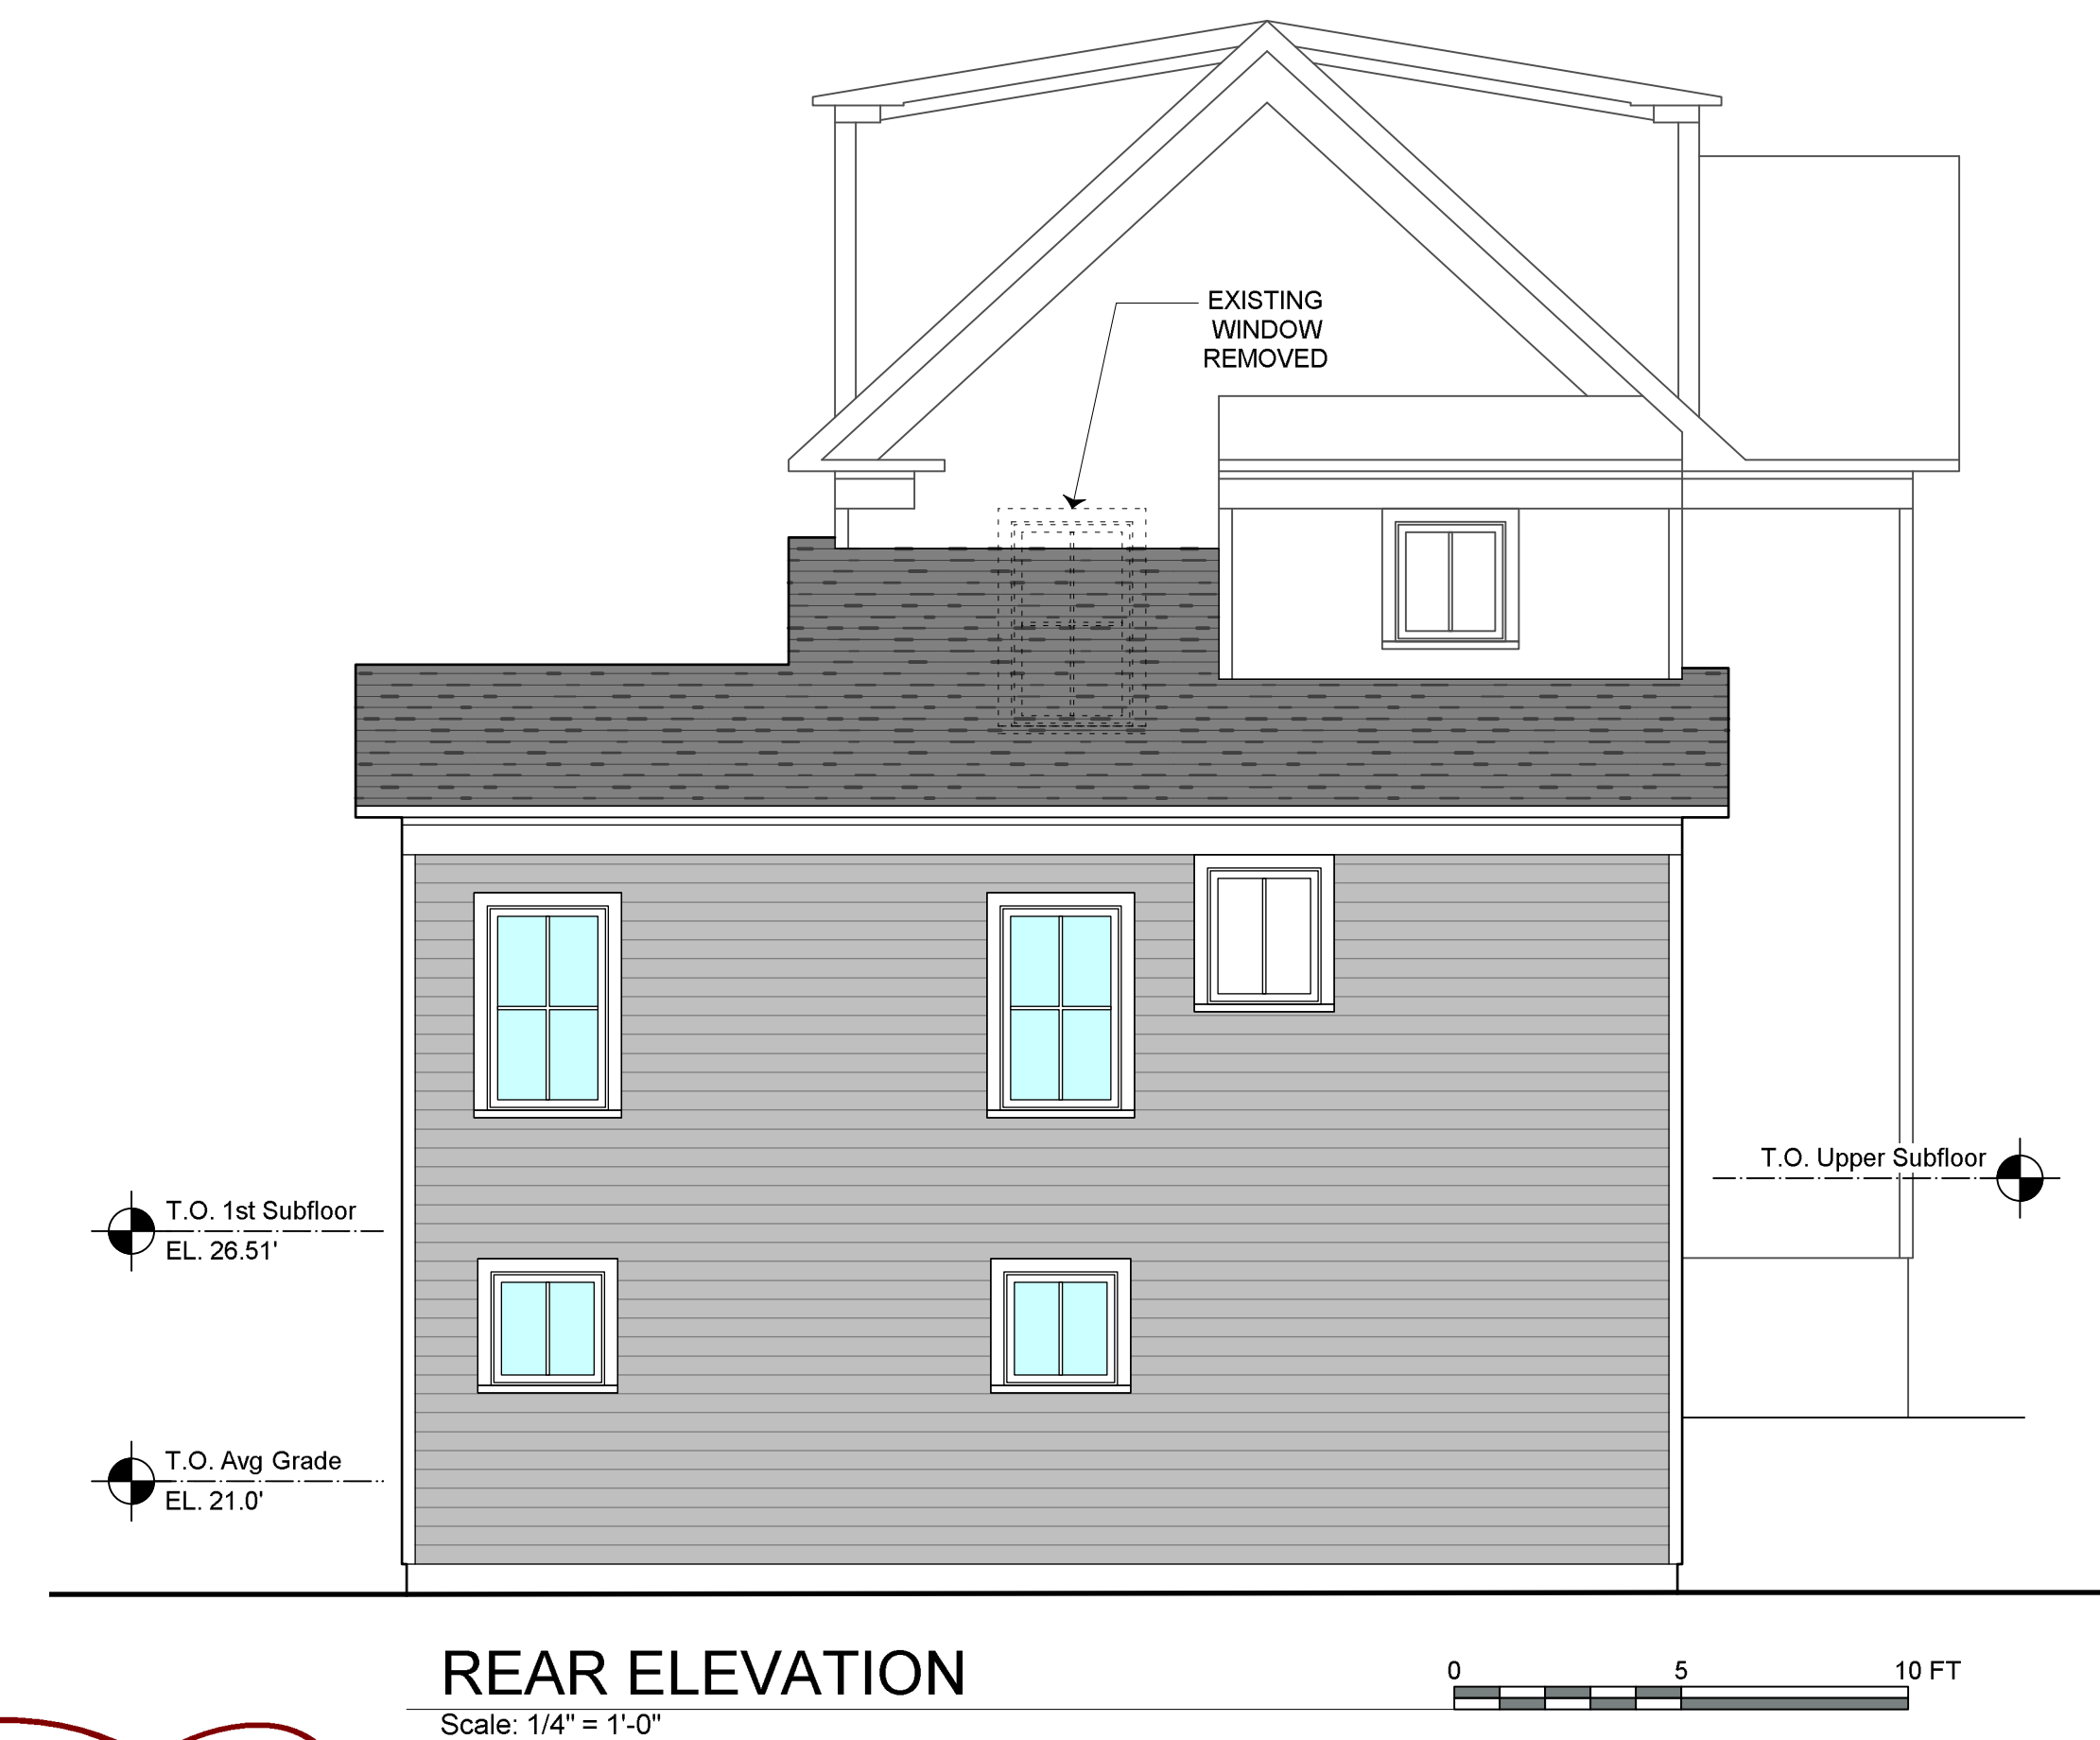 EXISTING
WINDOW
REMOVED
T.O. Upper Subfloor
T.O. 1st Subfloor
EL. 26.51'
T.O. Avg Grade
EL. 21.0'
REAR ELEVATION
Scale: 1/4" = 1'-0"
0 5 10 FT